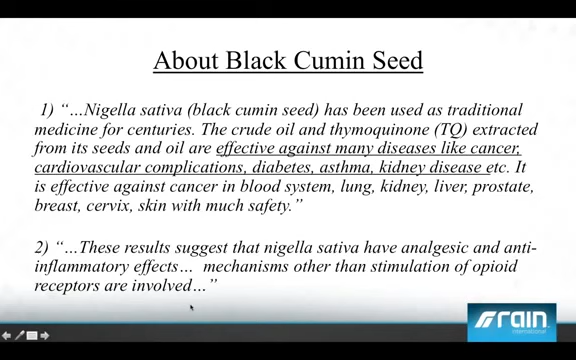 About Black Cumin Seed
1) “…Nigella sativa (black cumin seed) has been used as traditional
medicine for centuries. The crude oil and thymoquinone (TQ) extracted
from its seeds and oil are effective against many diseases like cancer,
cardiovascular complications, diabetes, asthma, kidney disease etc. It
is effective against cancer in blood system, lung, kidney, liver, prostate,
breast, cervix, skin with much safety.”
2) “…These results suggest that nigella sativa have analgesic and anti-
inflammatory effects… mechanisms other than stimulation of opioid
receptors are involved…”
rain
international